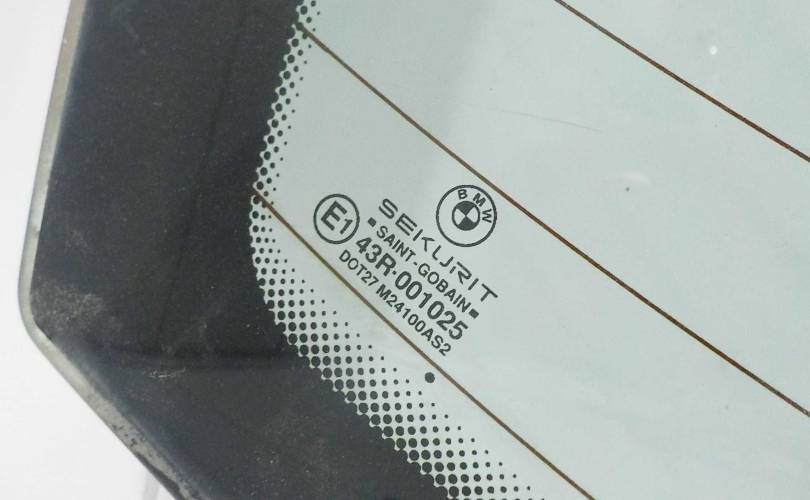 BMW
SEKURIT
SAINT-GOBAIN
E1
43R-001025
DOT27 M24100AS2